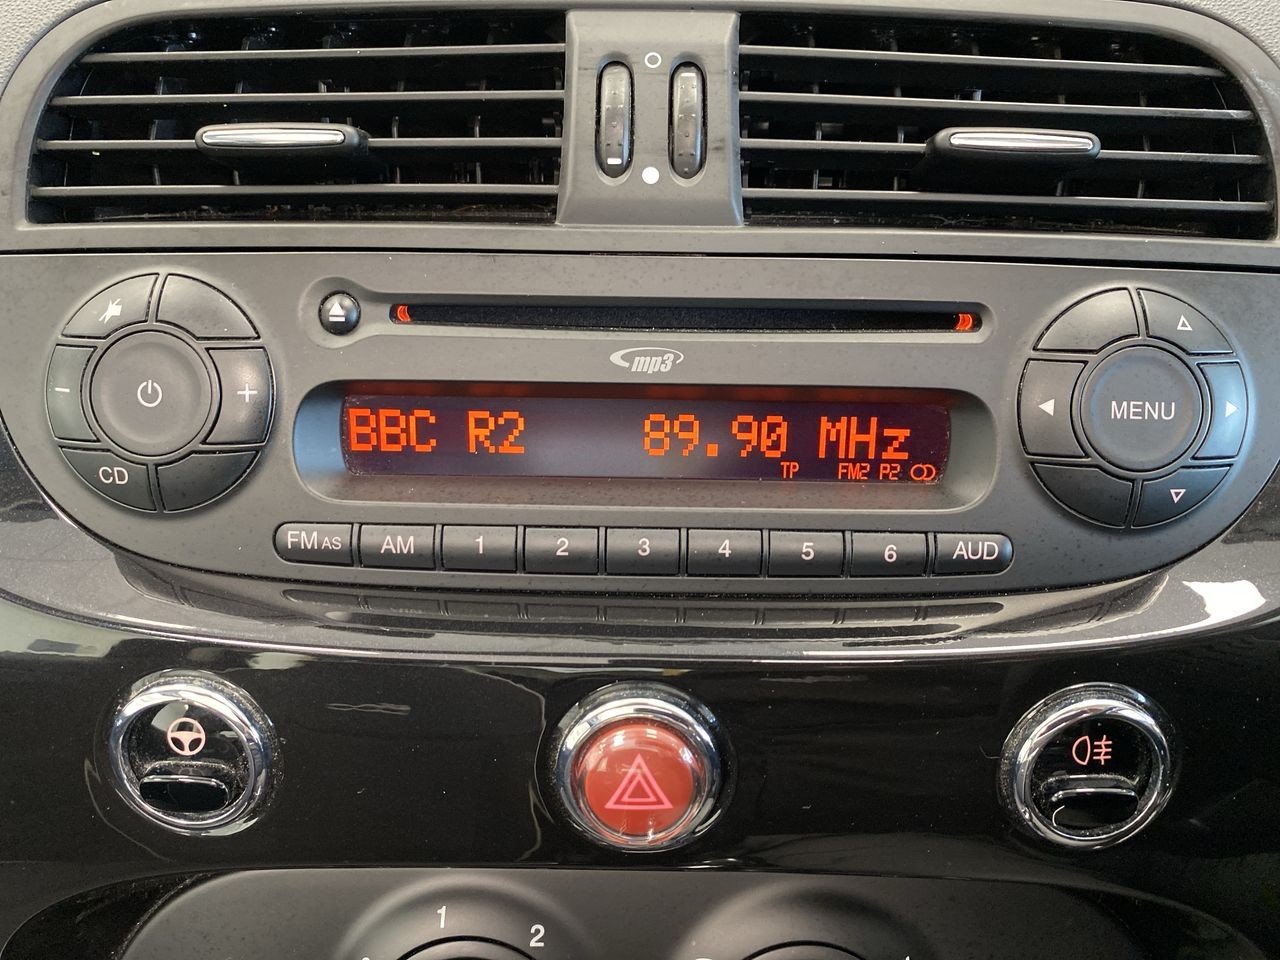 mp3
BBC R2 89.90 MHz
TP FM2 P2
MENU
CD
FM AS AM 1 2 3 4 5 6 AUD
1
2